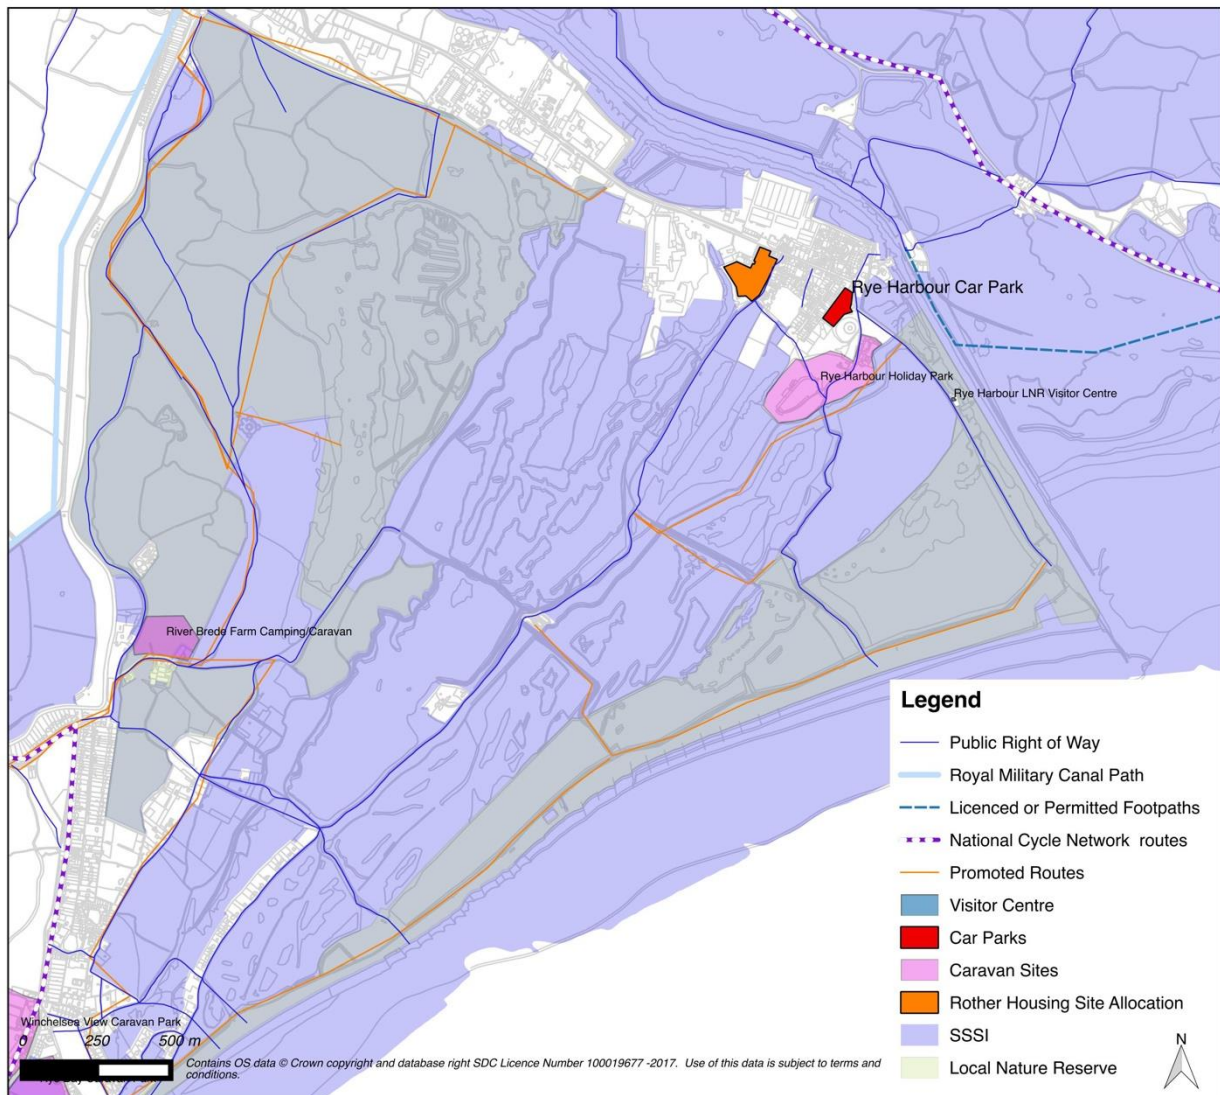 Rye Harbour Car Park
Rye Harbour Holiday Park
Rye Harbour LNR Visitor Centre
River Brede Farm Camping/Caravan
Legend
Public Right of Way
Royal Military Canal Path
Licenced or Permitted Footpaths
National Cycle Network routes
Promoted Routes
Visitor Centre
Car Parks
Caravan Sites
Rother Housing Site Allocation
SSSI
Local Nature Reserve
N
Winchelsea View Caravan Park
0 250 500 m
Contains OS data © Crown copyright and database right SDC Licence Number 100019677 -2017. Use of this data is subject to terms and
conditions.